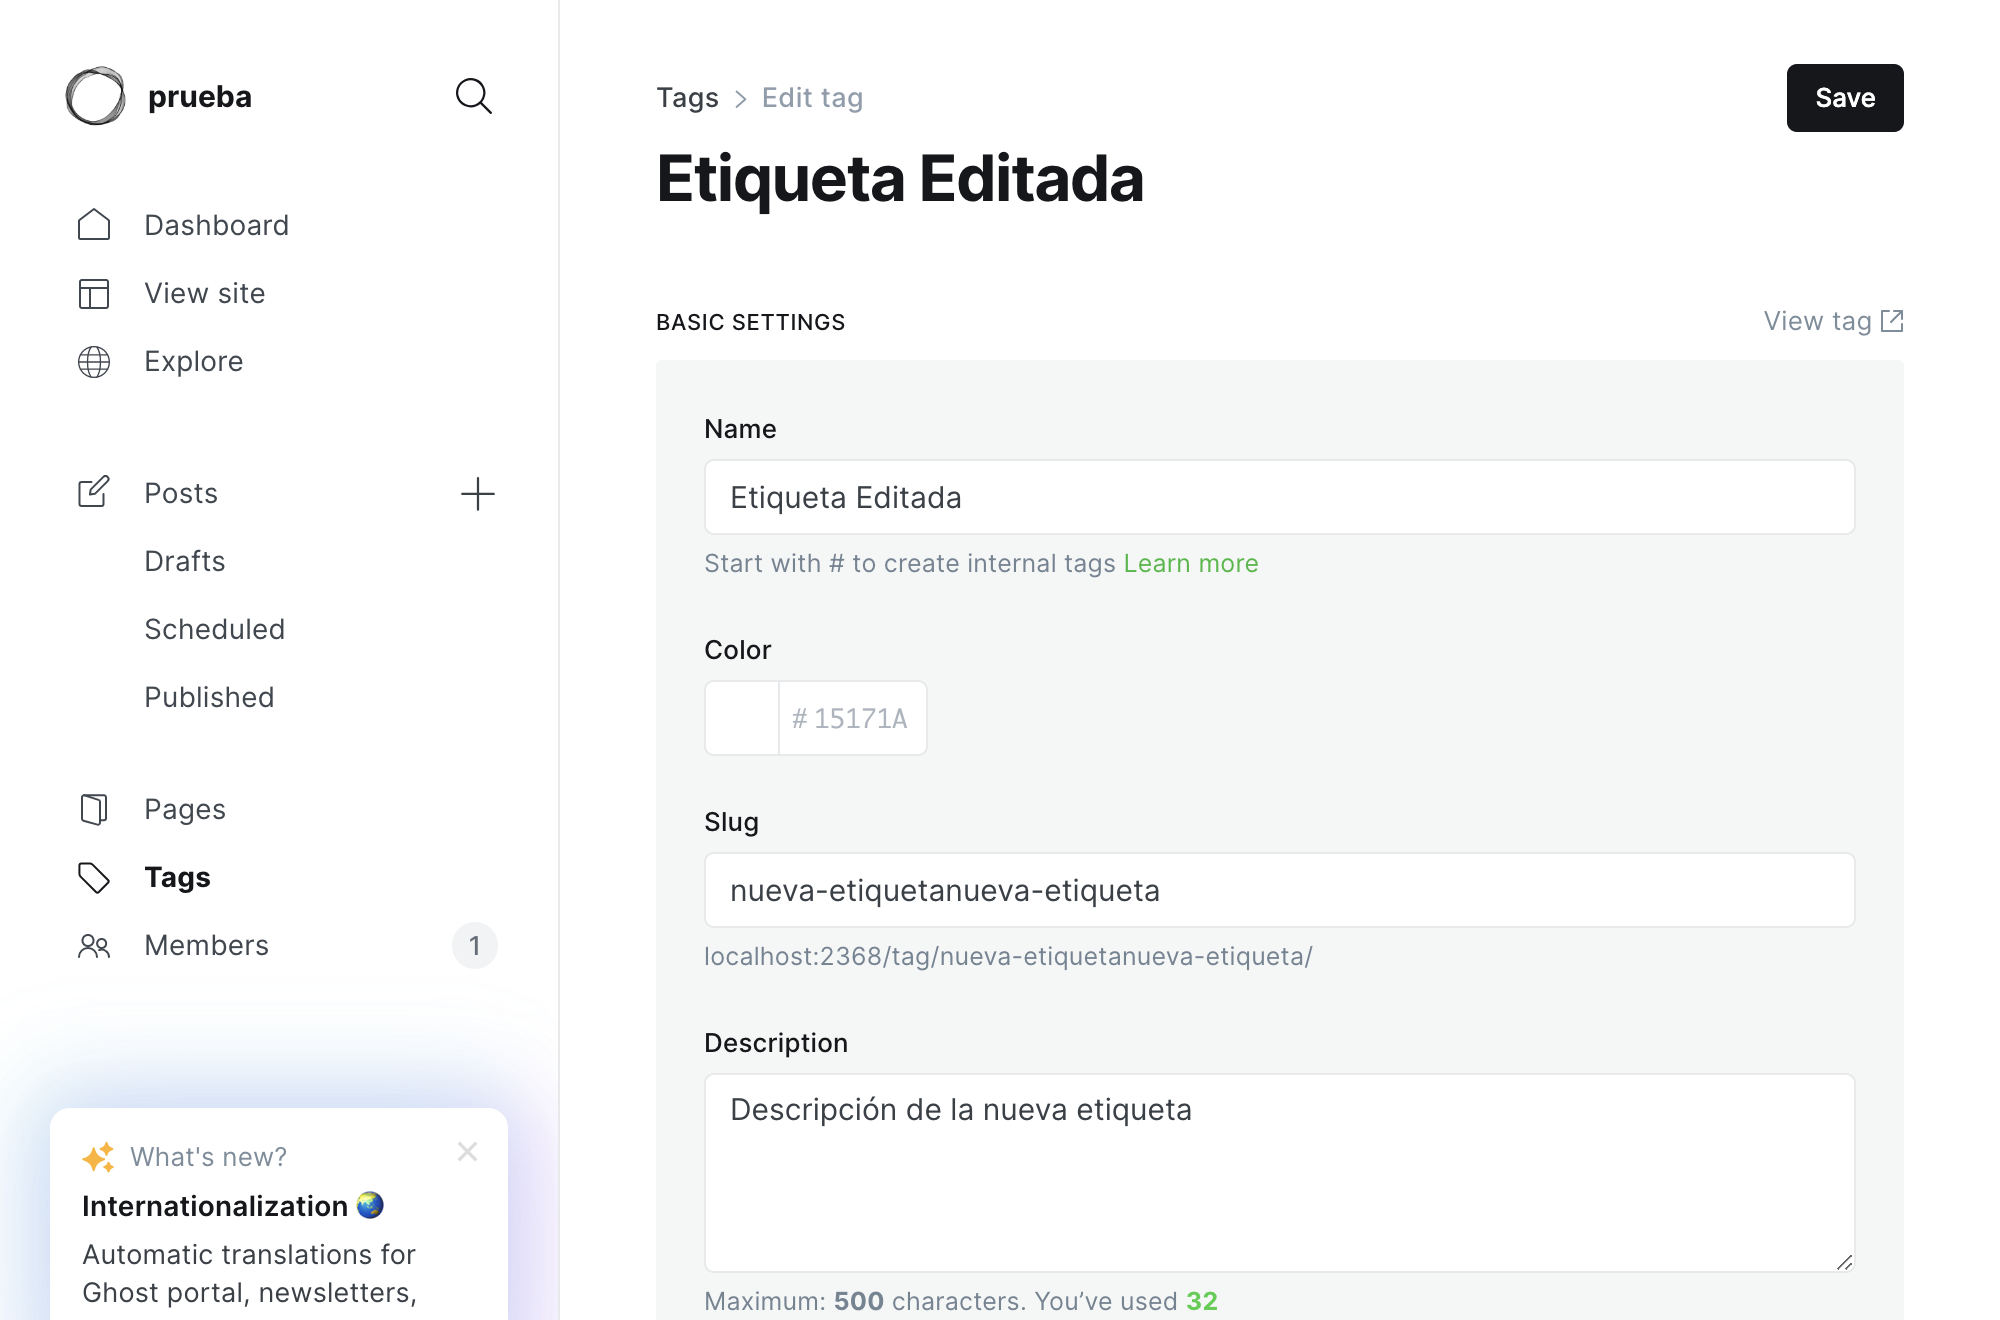 prueba
Dashboard
View site
Explore
Posts
Drafts
Scheduled
Published
Pages
Tags
Members 1
What's new?
Internationalization
Automatic translations for
Ghost portal, newsletters,
Tags > Edit tag
Save
Etiqueta Editada
BASIC SETTINGS
View tag
Name
Etiqueta Editada
Start with # to create internal tags Learn more
Color
# 15171A
Slug
nueva-etiquetanueva-etiqueta
localhost:2368/tag/nueva-etiquetanueva-etiqueta/
Description
Descripción de la nueva etiqueta
Maximum: 500 characters. You’ve used 32